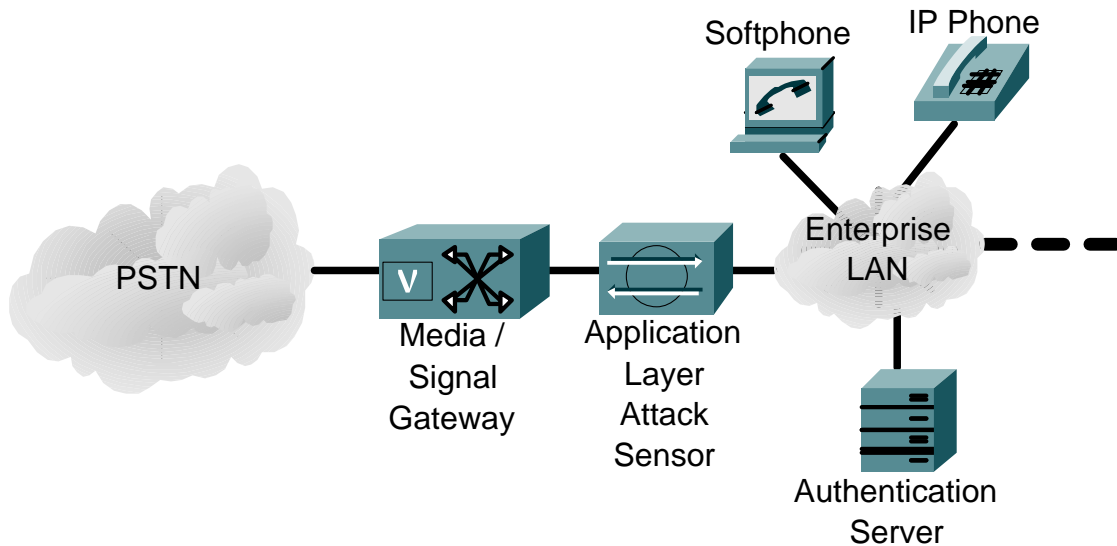 Softphone
IP Phone
Enterprise
LAN
PSTN
V
Media /
Signal
Gateway
Application
Layer
Attack
Sensor
Authentication
Server